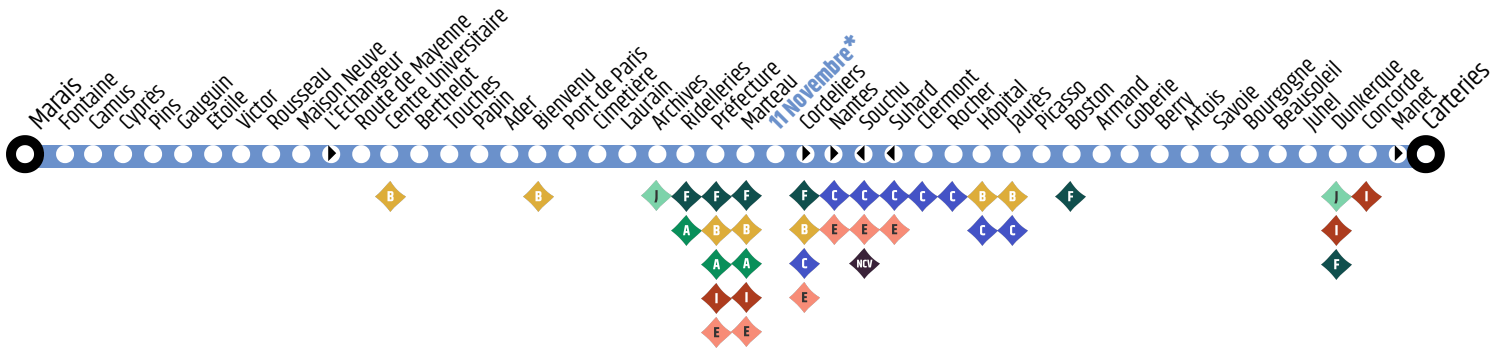 Marais
Fontaine
Camus
Cyprès
Pins
Gauguin
Etoile
Victor
Rousseau
Maison Neuve
L'Echangeur
Route de Mayenne
Centre Universitaire
Berthelot
Touches
Papin
Ader
Bienvenu
Pont de Paris
Cimetière
Laurain
Archives
Ridelleries
Préfecture
Matteau
11 Novembre*
Cordeliers
Nantes
Souchu
Suhard
Clermont
Rocher
Hôpital
Jaurès
Picasso
Boston
Armand
Goberie
Berry
Artois
Savoie
Bourgogne
Beausoleil
Juhel
Dunkerque
Concorde
Manet
Carteries
B B J F F F F C C C C C B B F J I
A B B B E E E C C I
A A C NCV F
I I E
E E